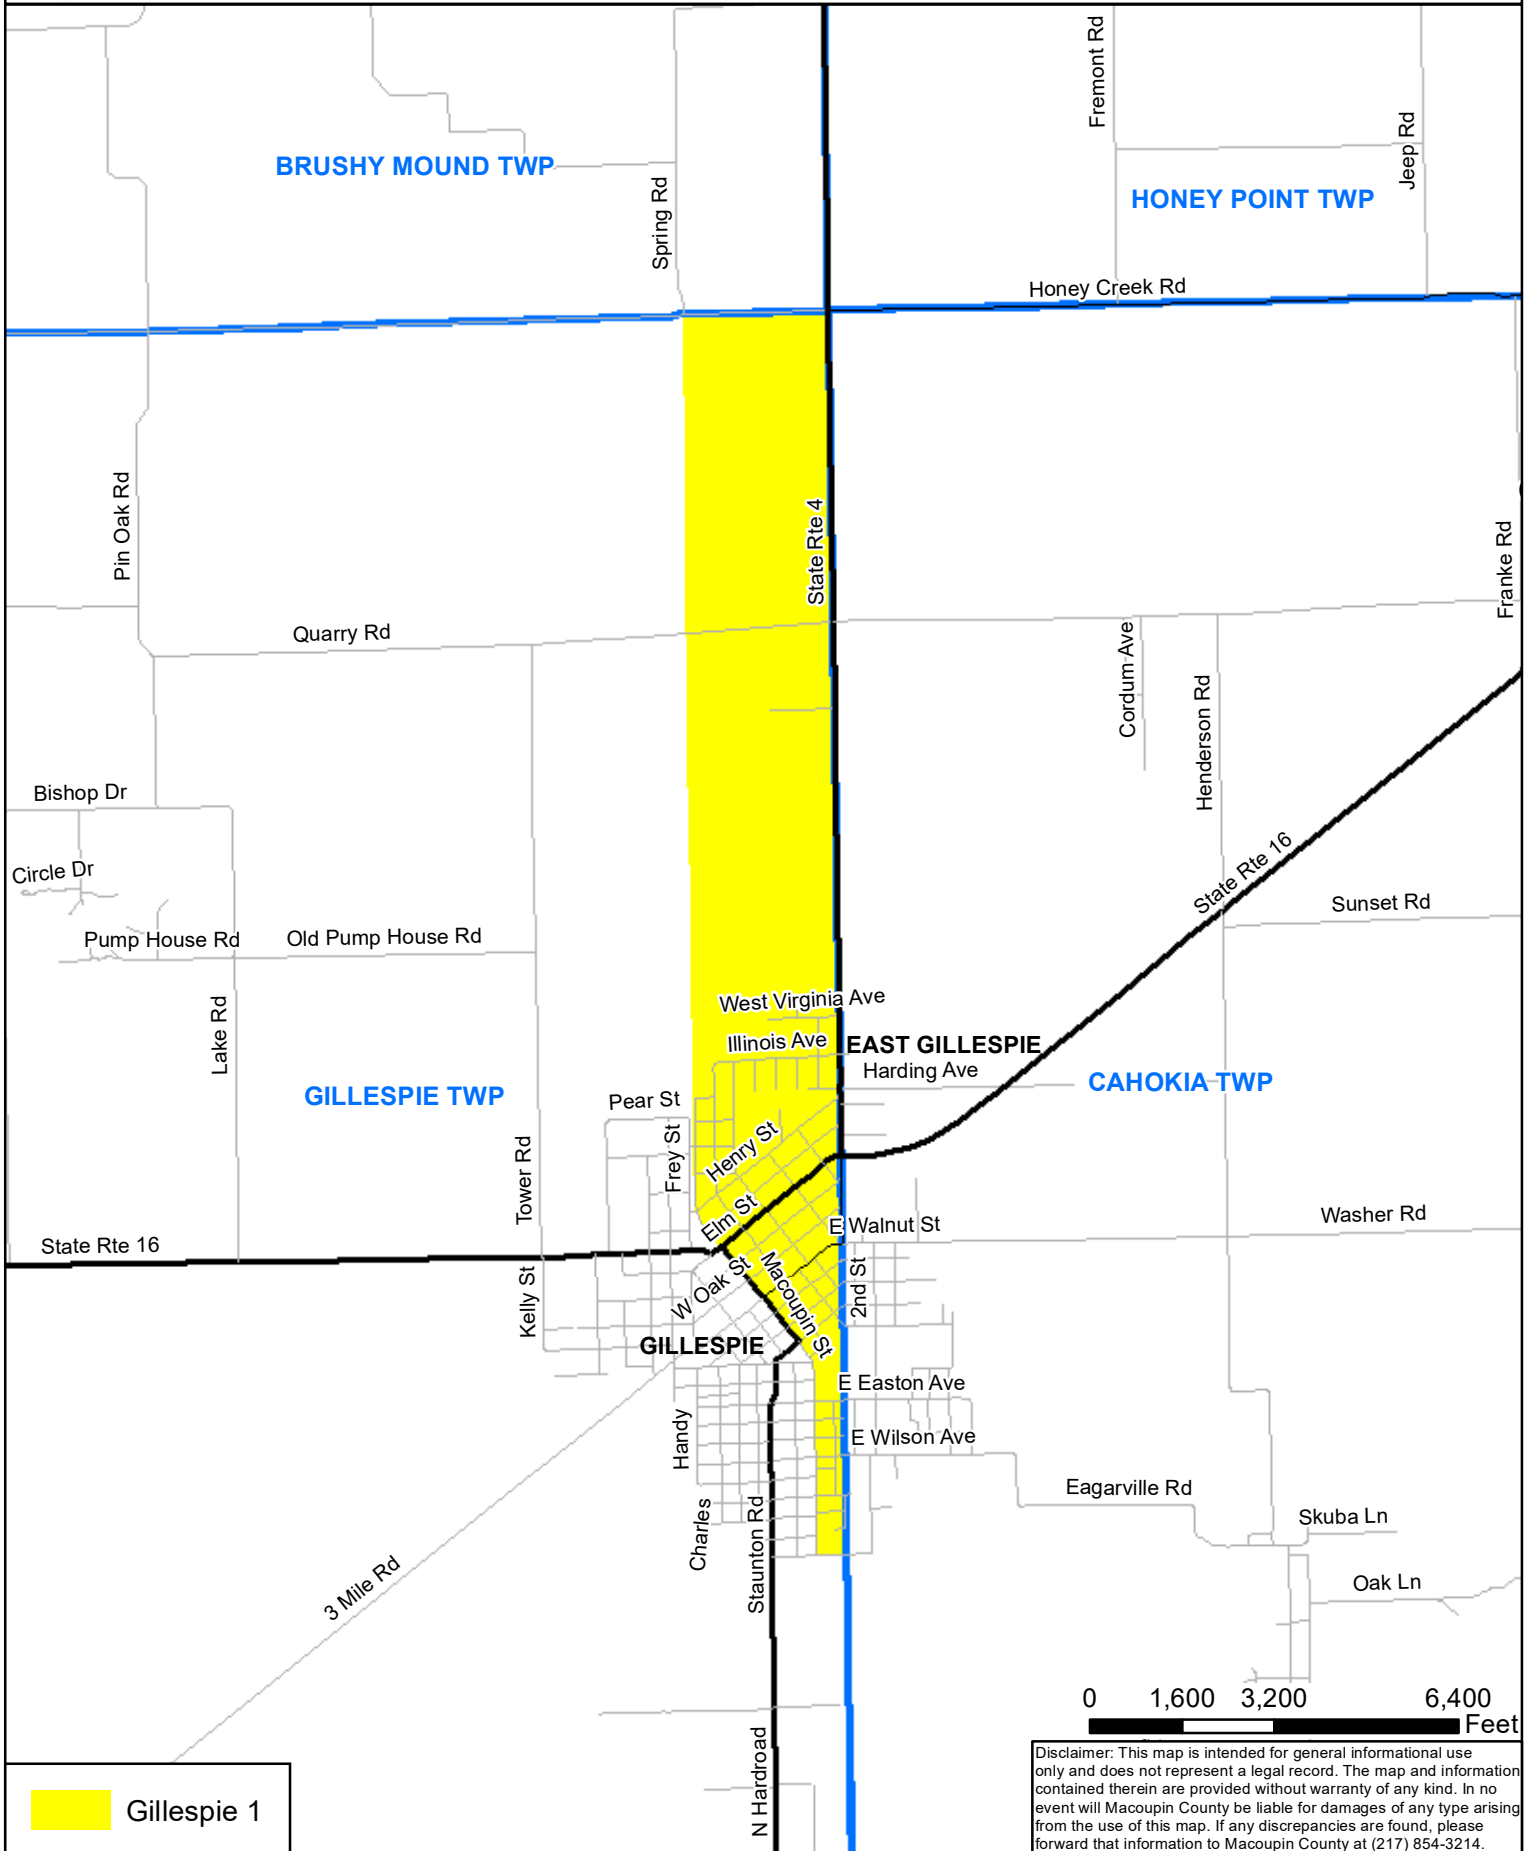 Fremont Rd
Jeep Rd
BRUSHY MOUND TWP
HONEY POINT TWP
Spring Rd
Honey Creek Rd
Pin Oak Rd
State Rte 4
Franke Rd
Quarry Rd
Cordum Ave
Henderson Rd
Bishop Dr
Circle Dr
State Rte 16
Sunset Rd
Pump House Rd
Old Pump House Rd
West Virginia Ave
Lake Rd
Illinois Ave
EAST GILLESPIE
Harding Ave
CAHOKIA TWP
GILLESPIE TWP
Pear St
Frey St
Henry St
Tower Rd
Elm St
E Walnut St
Washer Rd
State Rte 16
W Oak St
Macoupin St
2nd St
Kelly St
GILLESPIE
E Easton Ave
Handy
E Wilson Ave
Eagarville Rd
Charles
Staunton Rd
Skuba Ln
3 Mile Rd
Oak Ln
0 1,600 3,200 6,400
Feet
N Hardroad
Gillespie 1
Disclaimer: This map is intended for general informational use
only and does not represent a legal record. The map and information
contained therein are provided without warranty of any kind. In no
event will Macoupin County be liable for damages of any type arising
from the use of this map. If any discrepancies are found, please
forward that information to Macoupin County at (217) 854-3214.